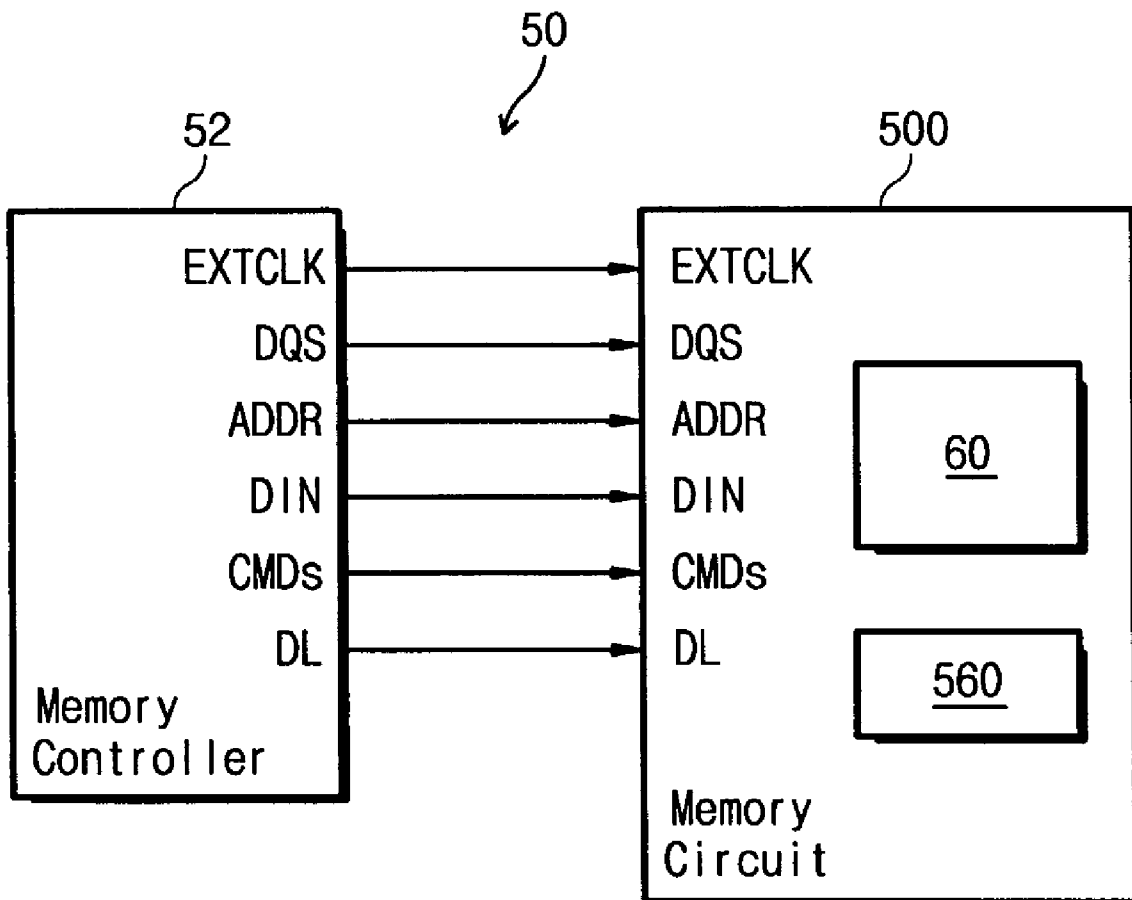 50
52
500
EXTCLK
DQS
ADDR
DIN
CMDs
DL
Memory
Controller
EXTCLK
DQS
ADDR
DIN
CMDs
DL
60
560
Memory
Circuit